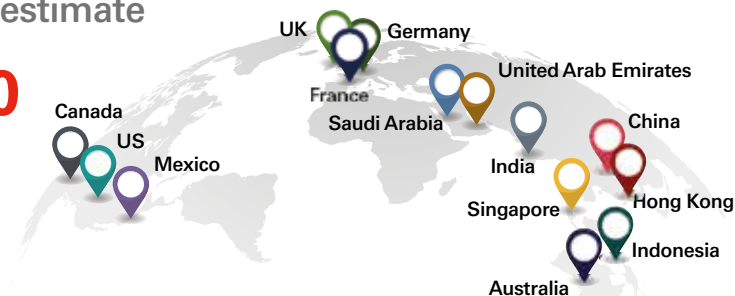 estimate
0
UK
Germany
France
United Arab Emirates
Saudi Arabia
Canada
US
Mexico
China
India
Singapore
Hong Kong
Indonesia
Australia